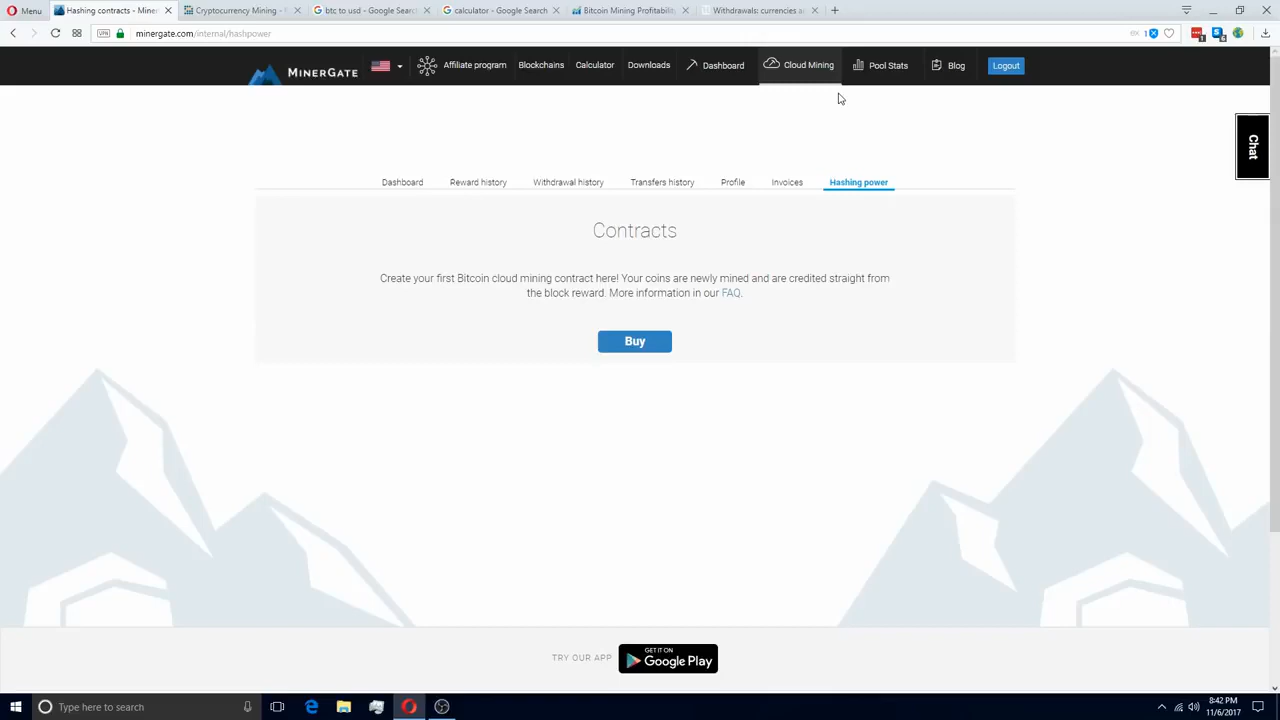 Menu
Hashing contracts - Miner
Cryptocurrency Mining - K
btc to usd - Google Search
calculator - Google Search
Bitcoin Mining Profitabilit
Withdrawals: currencies a
VPN
minergate.com/internal/hashpower
MINERGATE
Affiliate program
Blockchains
Calculator
Downloads
Dashboard
Cloud Mining
Pool Stats
Blog
Logout
Chat
Dashboard
Reward history
Withdrawal history
Transfers history
Profile
Invoices
Hashing power
Contracts
Create your first Bitcoin cloud mining contract here! Your coins are newly mined and are credited straight from
the block reward. More information in our FAQ.
Buy
TRY OUR APP
GET IT ON
Google Play
Type here to search
8:42 PM
11/6/2017